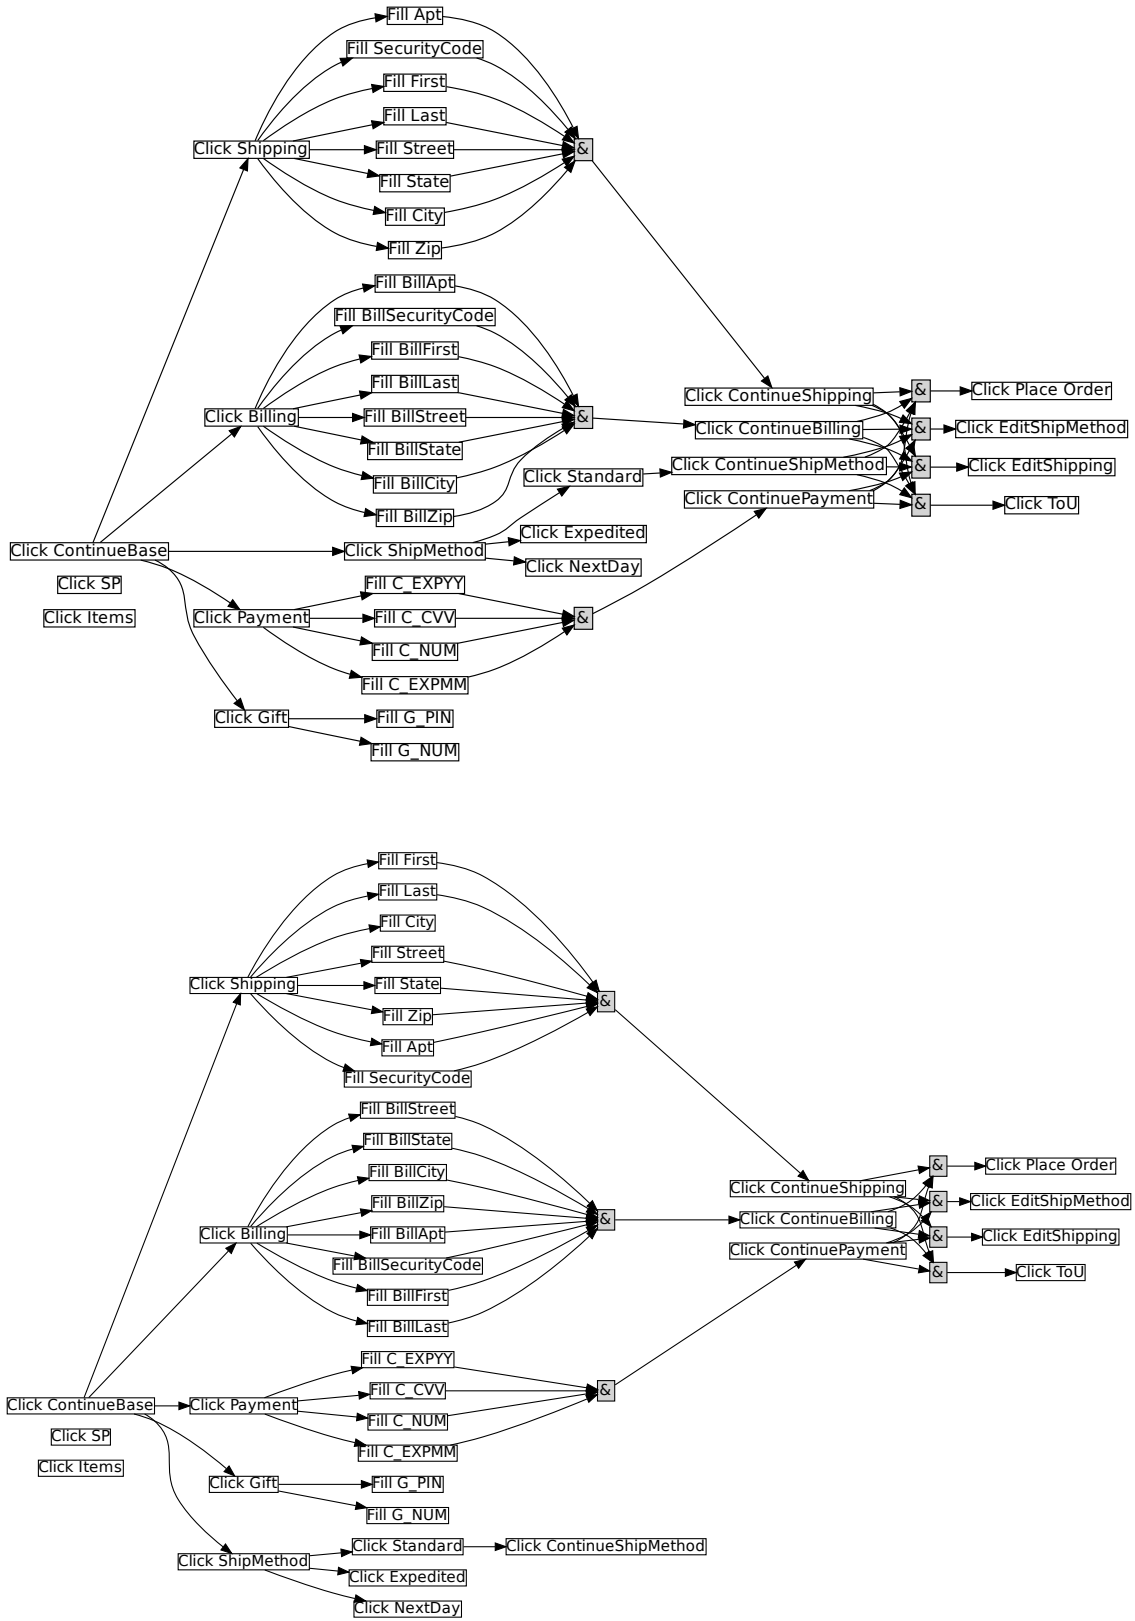 Fill Apt
Fill SecurityCode
Fill First
Fill Last
Click Shipping
Fill Street
&
Fill State
Fill City
Fill Zip
Fill BillApt
Fill BillSecurityCode
Fill BillFirst
Fill BillLast
Click Billing
Fill BillStreet
&
Fill BillState
Fill BillCity
Fill BillZip
Click ContinueShipping
&
Click Place Order
Click ContinueBilling
&
Click EditShipMethod
Click ContinueShipMethod
&
Click EditShipping
Click Standard
Click ContinuePayment
&
Click ToU
Click Expedited
Click ContinueBase
Click ShipMethod
Click NextDay
Click SP
Fill C_EXPYY
Click Items
Click Payment
Fill C_CVV
&
Fill C_NUM
Fill C_EXPMM
Click Gift
Fill G_PIN
Fill G_NUM
Fill First
Fill Last
Fill City
Fill Street
Click Shipping
Fill State
&
Fill Zip
Fill Apt
Fill SecurityCode
Fill BillStreet
Fill BillState
Fill BillCity
Fill BillZip
&
Click Billing
Fill BillApt
Fill BillSecurityCode
Fill BillFirst
Fill BillLast
&
Click Place Order
Click ContinueShipping
&
Click EditShipMethod
Click ContinueBilling
&
Click EditShipping
Click ContinuePayment
&
Click ToU
Fill C_EXPYY
Click ContinueBase
Click Payment
Fill C_CVV
&
Fill C_NUM
Click SP
Fill C_EXPMM
Click Items
Click Gift
Fill G_PIN
Fill G_NUM
Click Standard
Click ContinueShipMethod
Click ShipMethod
Click Expedited
Click NextDay